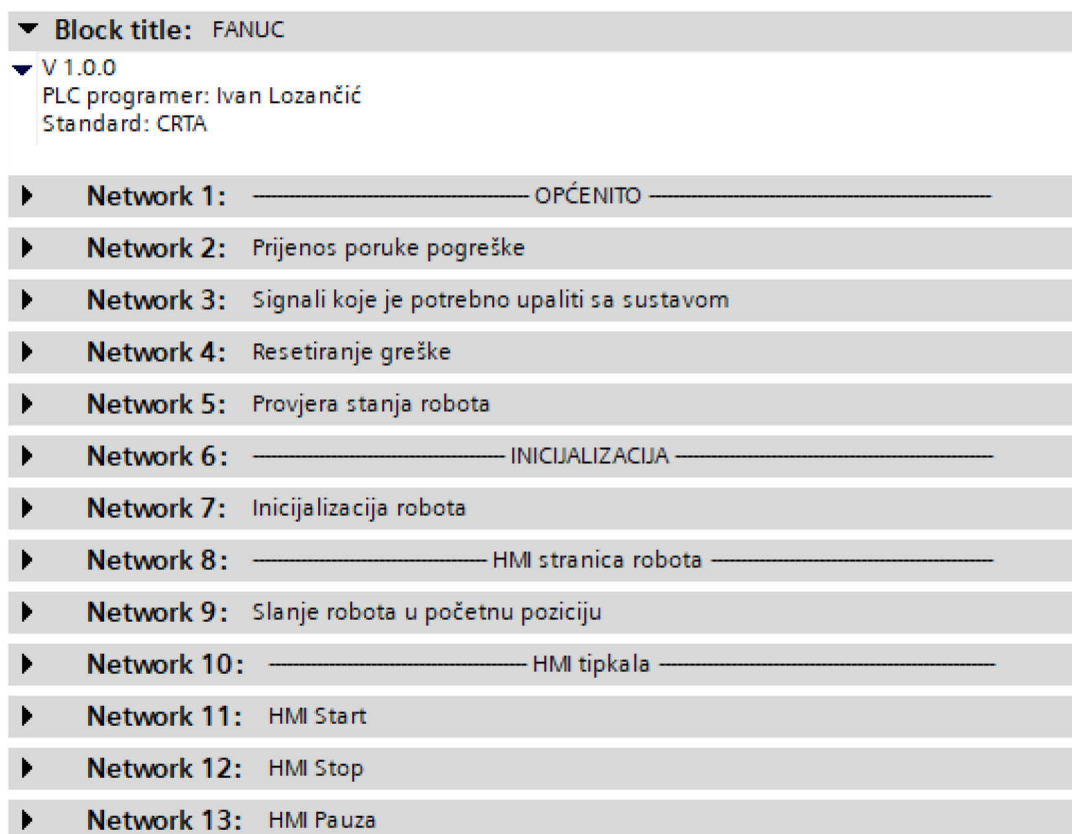 Block title: FANUC
V 1.0.0
PLC programer: Ivan Lozančić
Standard: CRTA
Network 1: ---------- OPĆENITO ----------
Network 2: Prijenos poruke pogreške
Network 3: Signali koje je potrebno upaliti sa sustavom
Network 4: Resetiranje greške
Network 5: Provjera stanja robota
Network 6: ---------- INICIJALIZACIJA ----------
Network 7: Inicijalizacija robota
Network 8: ---------- HMI stranica robota ----------
Network 9: Slanje robota u početnu poziciju
Network 10: ---------- HMI tipkala ----------
Network 11: HMI Start
Network 12: HMI Stop
Network 13: HMI Pauza